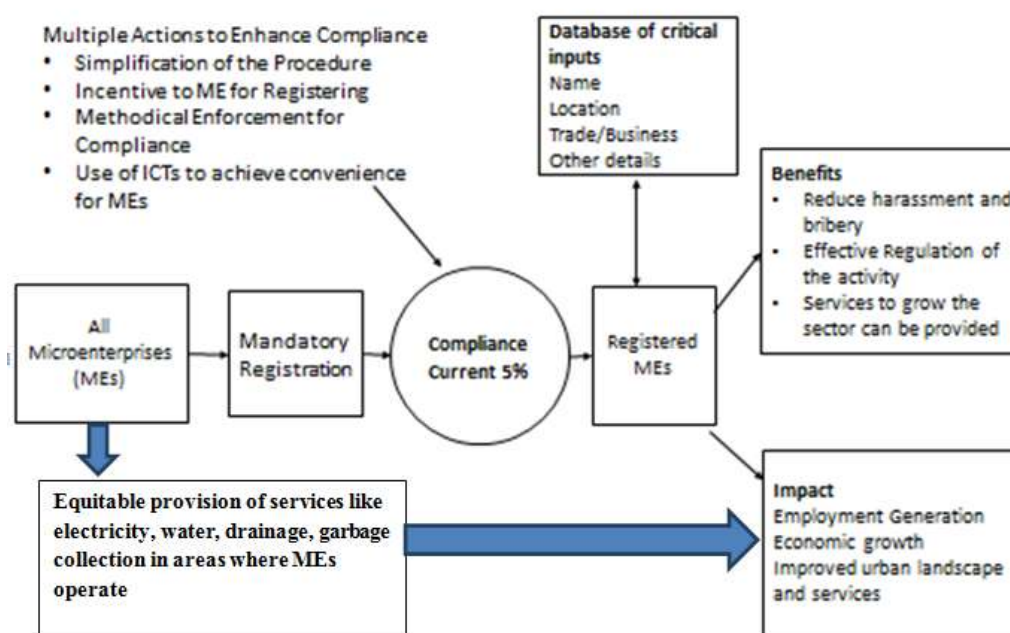 Multiple Actions to Enhance Compliance
• Simplification of the Procedure
• Incentive to ME for Registering
• Methodical Enforcement for
Compliance
• Use of ICTs to achieve convenience
for MEs
Database of critical
inputs
Name
Location
Trade/Business
Other details
Benefits
• Reduce harassment and
bribery
• Effective Regulation of
the activity
• Services to grow the
sector can be provided
All
Microenterprises
(MEs)
Mandatory
Registration
Compliance
Current 5%
Registered
MEs
Equitable provision of services like
electricity, water, drainage, garbage
collection in areas where MEs
operate
Impact
Employment Generation
Economic growth
Improved urban landscape
and services